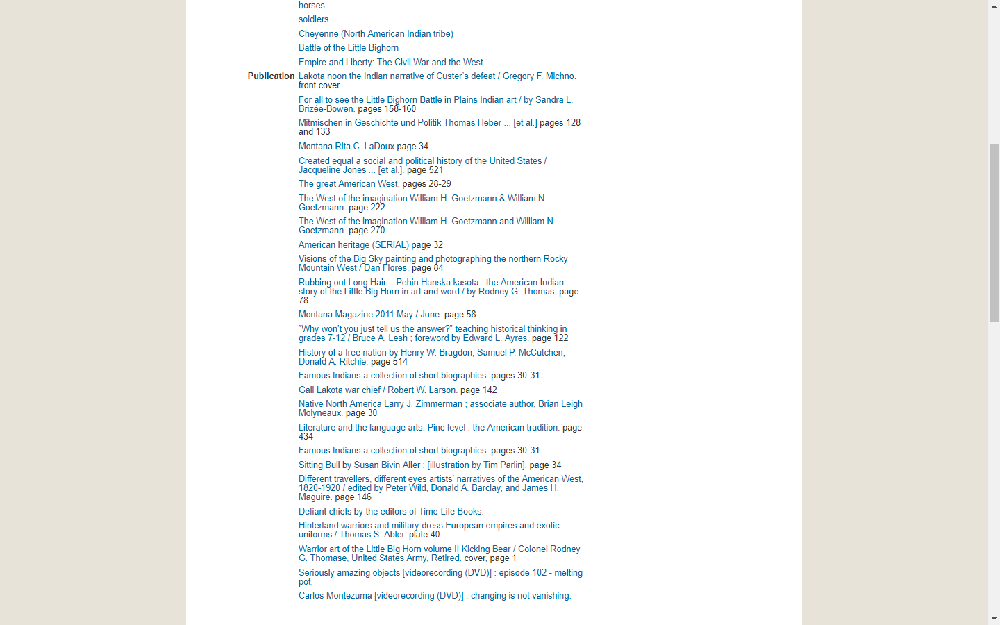 horses
soldiers
Cheyenne (North American Indian tribe)
Battle of the Little Bighorn
Empire and Liberty: The Civil War and the West
Publication Lakota noon the Indian narrative of Custer's defeat / Gregory F. Michno.
front cover
For all to see the Little Bighorn Battle in Plains Indian art / by Sandra L.
Brizée-Bowen. pages 158-160
Mitmischen in Geschichte und Politik Thomas Heber ... [et al.] pages 128
and 133
Montana Rita C. LaDoux page 34
Created equal a social and political history of the United States /
Jacqueline Jones ... [et al.]. page 521
The great American West. pages 28-29
The West of the imagination William H. Goetzmann & William N.
Goetzmann. page 222
The West of the imagination William H. Goetzmann and William N.
Goetzmann. page 270
American heritage (SERIAL) page 32
Visions of the Big Sky painting and photographing the northern Rocky
Mountain West / Dan Flores. page 84
Rubbing out Long Hair = Pehin Hanska kasota : the American Indian
story of the Little Big Horn in art and word / by Rodney G. Thomas. page
78
Montana Magazine 2011 May / June. page 58
"Why won't you just tell us the answer?" teaching historical thinking in
grades 7-12 / Bruce A. Lesh ; foreword by Edward L. Ayres. page 122
History of a free nation by Henry W. Bragdon, Samuel P. McCutchen,
Donald A. Ritchie. page 514
Famous Indians a collection of short biographies. pages 30-31
Gall Lakota war chief / Robert W. Larson. page 142
Native North America Larry J. Zimmerman ; associate author, Brian Leigh
Molyneaux. page 30
Literature and the language arts. Pine level : the American tradition. page
434
Famous Indians a collection of short biographies. pages 30-31
Sitting Bull by Susan Bivin Aller ; [illustration by Tim Parlin]. page 34
Different travellers, different eyes artists' narratives of the American West,
1820-1920 / edited by Peter Wild, Donald A. Barclay, and James H.
Maguire. page 146
Defiant chiefs by the editors of Time-Life Books.
Hinterland warriors and military dress European empires and exotic
uniforms / Thomas S. Abler. plate 40
Warrior art of the Little Big Horn volume II Kicking Bear / Colonel Rodney
G. Thomase, United States Army, Retired. cover, page 1
Seriously amazing objects [videorecording (DVD)] : episode 102 - melting
pot.
Carlos Montezuma [videorecording (DVD)] : changing is not vanishing.